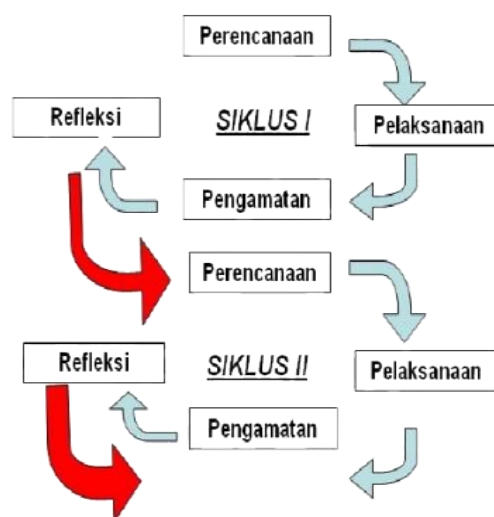 Perencanaan
Refleksi
SIKLUS I
Pelaksanaan
Pengamatan
Perencanaan
Refleksi
SIKLUS II
Pelaksanaan
Pengamatan